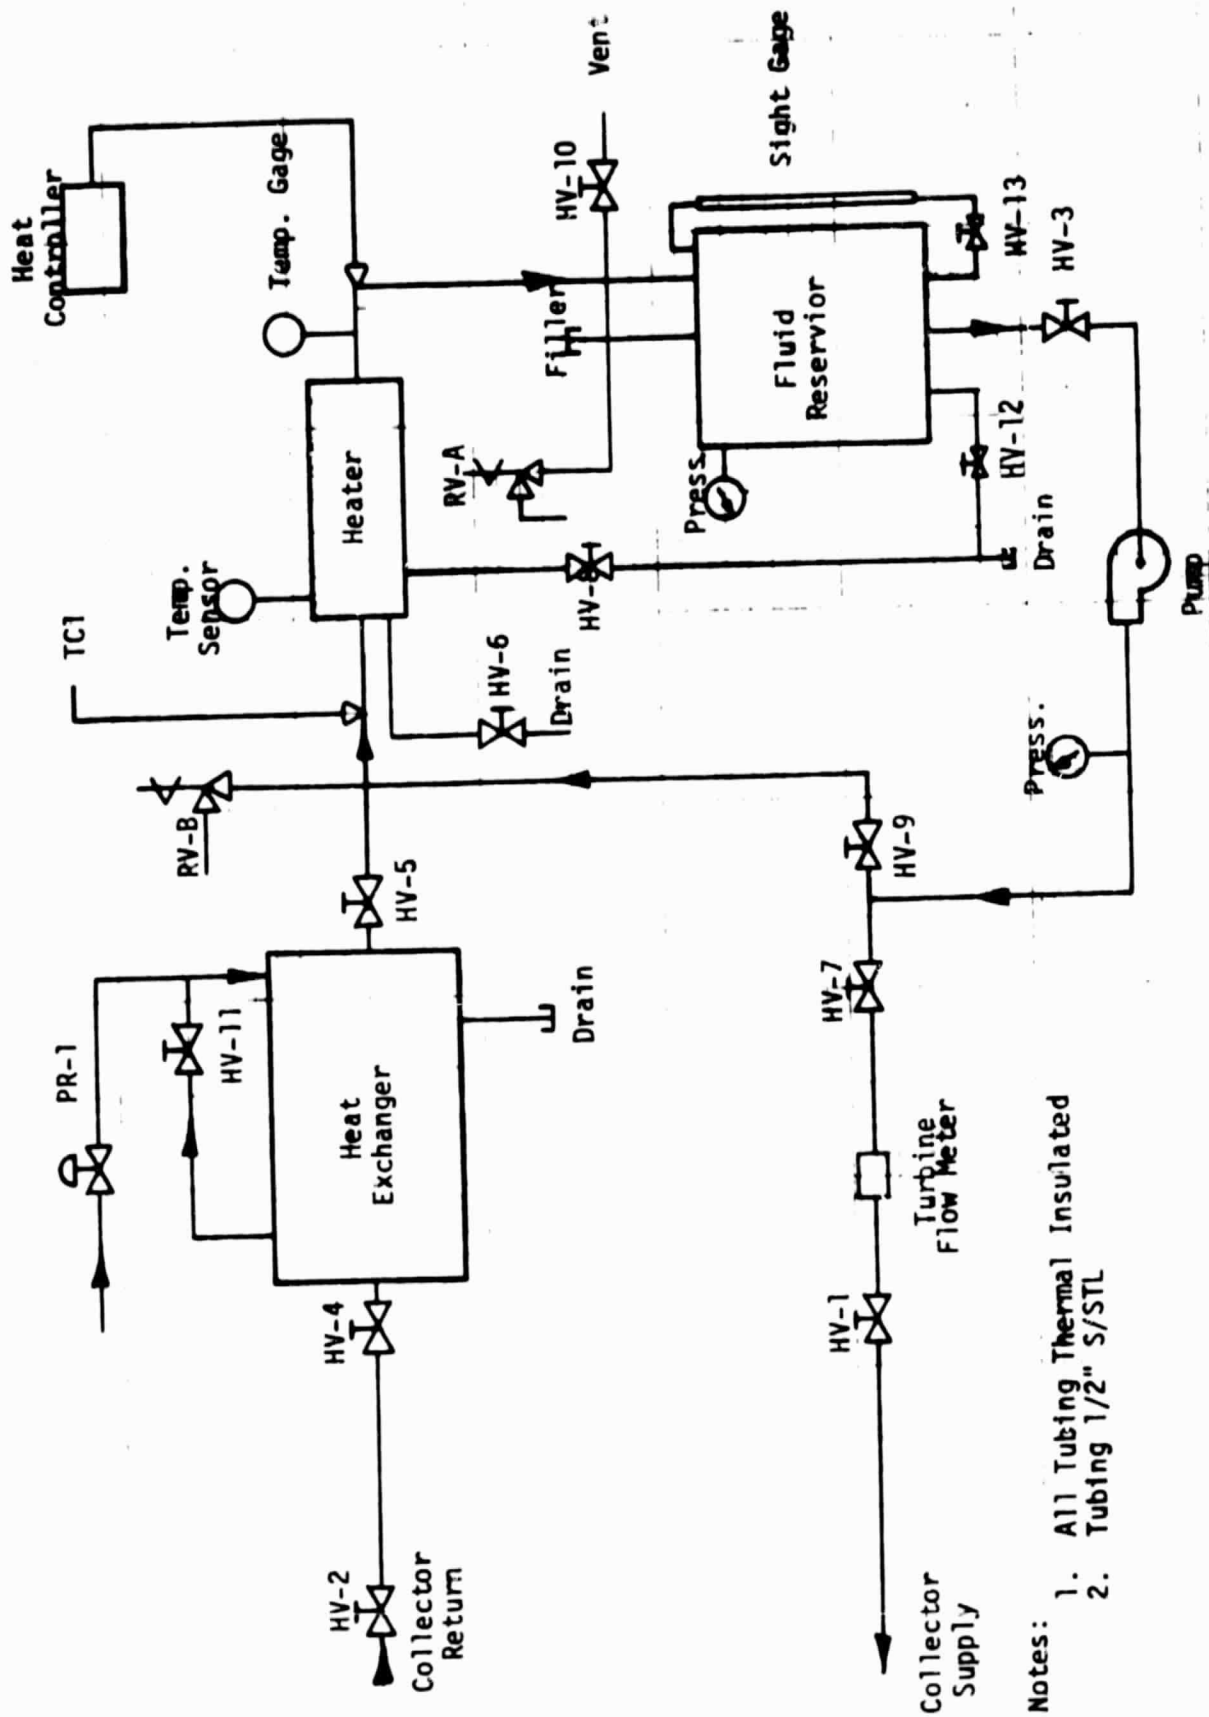 Heat
Controller
Temp. Gage
Vent
HV-10
Sight Gage
Filler
RV-A
Heater
Temp.
Sensor
TC1
Fluid
Reservior
HV-13
HV-3
Press.
HV-12
Drain
HV-8
HV-6
Drain
Pump
Press.
RV-B
HV-5
HV-9
HV-7
PR-1
HV-11
Heat
Exchanger
Drain
Turbine
Flow Meter
HV-4
HV-1
HV-2
Collector
Return
Collector
Supply
Notes:
1. All Tubing Thermal Insulated
2. Tubing 1/2" S/STL